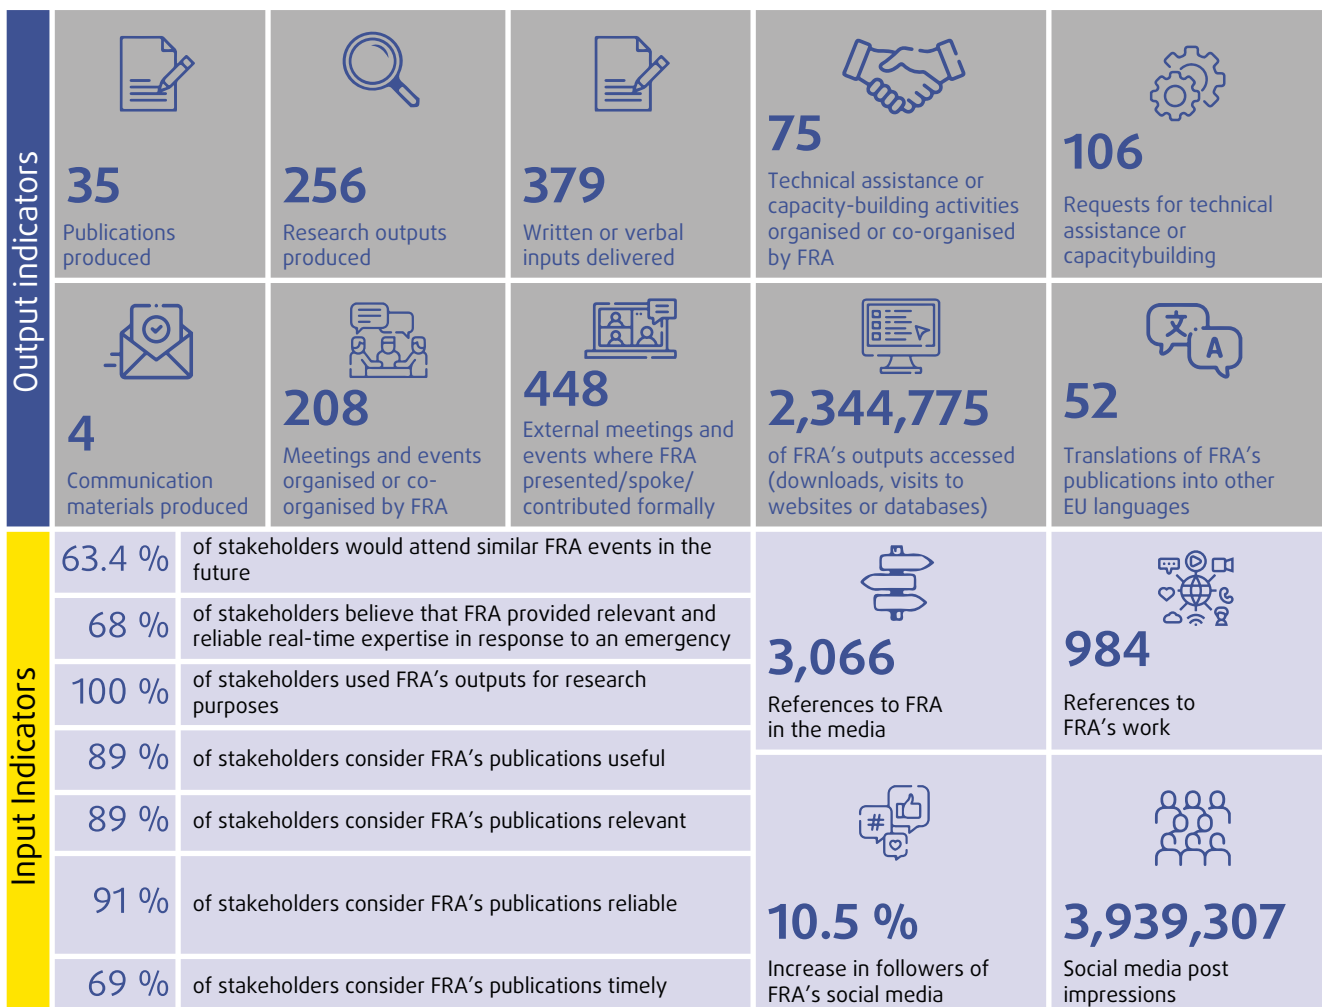 Output indicators
35
Publications
produced
256
Research outputs
produced
379
Written or verbal
inputs delivered
75
Technical assistance or
capacity-building activities
organised or co-organised
by FRA
106
Requests for technical
assistance or
capacitybuilding
4
Communication
materials produced
208
Meetings and events
organised or co-
organised by FRA
448
External meetings and
events where FRA
presented/spoke/
contributed formally
2,344,775
of FRA's outputs accessed
(downloads, visits to
websites or databases)
文
A
52
Translations of FRA's
publications into other
EU languages
Input Indicators
63.4 %
of stakeholders would attend similar FRA events in the
future
68 %
of stakeholders believe that FRA provided relevant and
reliable real-time expertise in response to an emergency
100 %
of stakeholders used FRA's outputs for research
purposes
89 %
of stakeholders consider FRA's publications useful
89 %
of stakeholders consider FRA's publications relevant
91 %
of stakeholders consider FRA's publications reliable
69 %
of stakeholders consider FRA's publications timely
3,066
References to FRA
in the media
984
References to
FRA's work
#
10.5 %
Increase in followers of
FRA's social media
3,939,307
Social media post
impressions